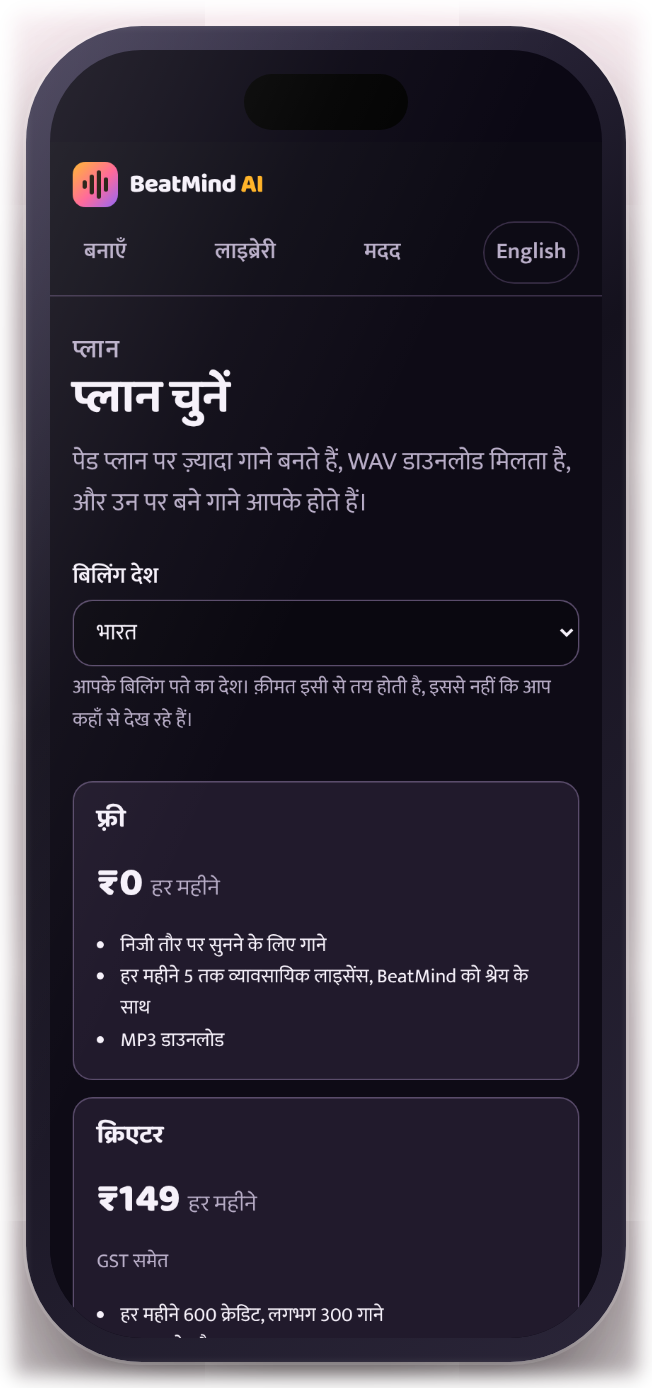 BeatMind AI
बनाएँ लाइब्रेरी मदद English
प्लान
प्लान चुनें
पेड प्लान पर ज़्यादा गाने बनते हैं, WAV डाउनलोड मिलता है,
और उन पर बने गाने आपके होते हैं।
बिलिंग देश
भारत
आपके बिलिंग पते का देश। क़ीमत इसी से तय होती है, इससे नहीं कि आप
कहाँ से देख रहे हैं।
फ़्री
₹0 हर महीने
• निजी तौर पर सुनने के लिए गाने
• हर महीने 5 तक व्यावसायिक लाइसेंस, BeatMind को श्रेय के
साथ
• MP3 डाउनलोड
क्रिएटर
₹149 हर महीने
GST समेत
• हर महीने 600 क्रेडिट, लगभग 300 गाने